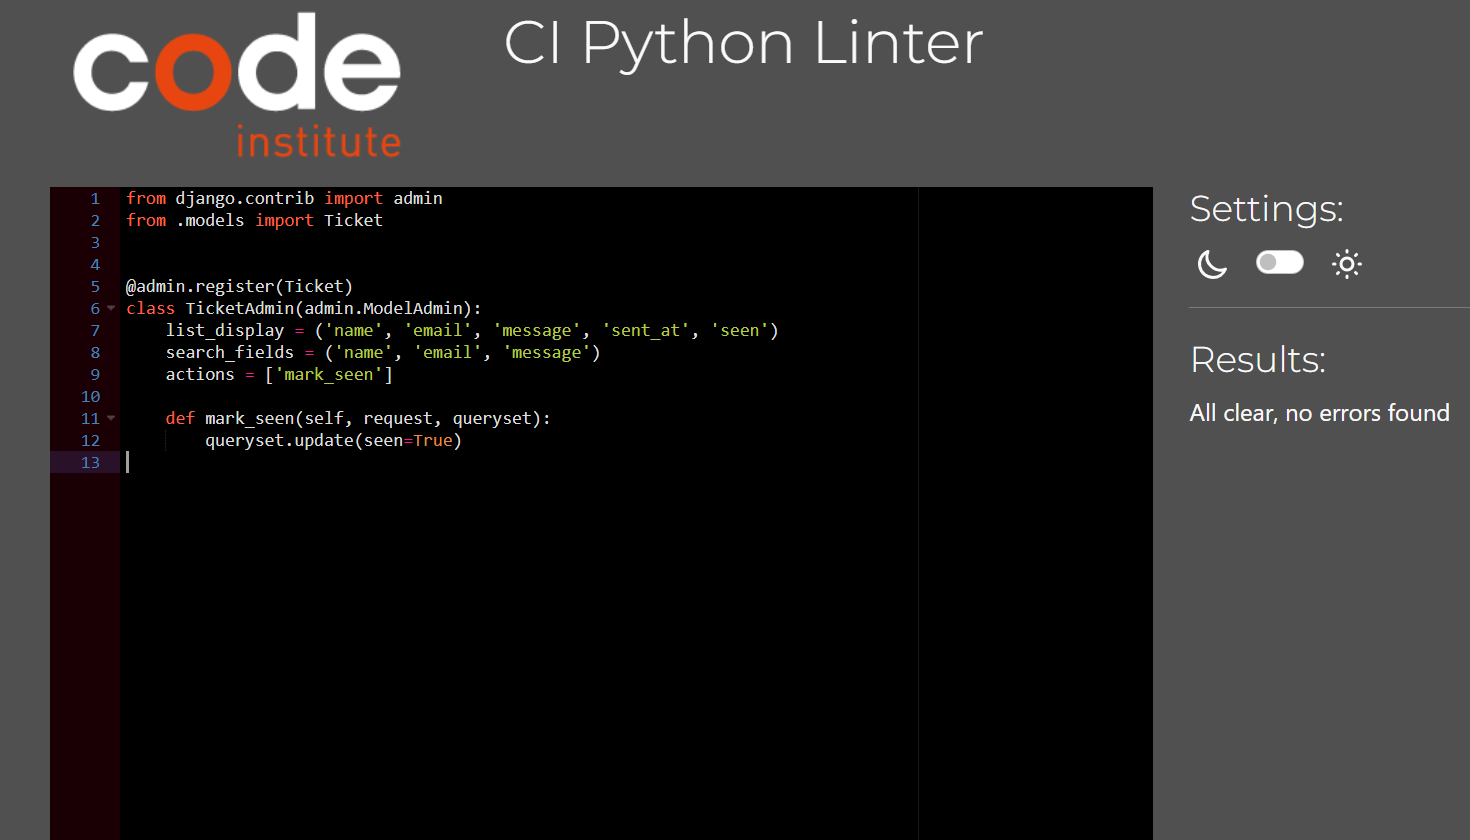 code
institute
CI Python Linter
1 from django.contrib import admin
2 from .models import Ticket
3
4
5 @admin.register(Ticket)
6 class TicketAdmin(admin.ModelAdmin):
7     list_display = ('name', 'email', 'message', 'sent_at', 'seen')
8     search_fields = ('name', 'email', 'message')
9     actions = ['mark_seen']
10
11     def mark_seen(self, request, queryset):
12         queryset.update(seen=True)
13
Settings:
Results:
All clear, no errors found